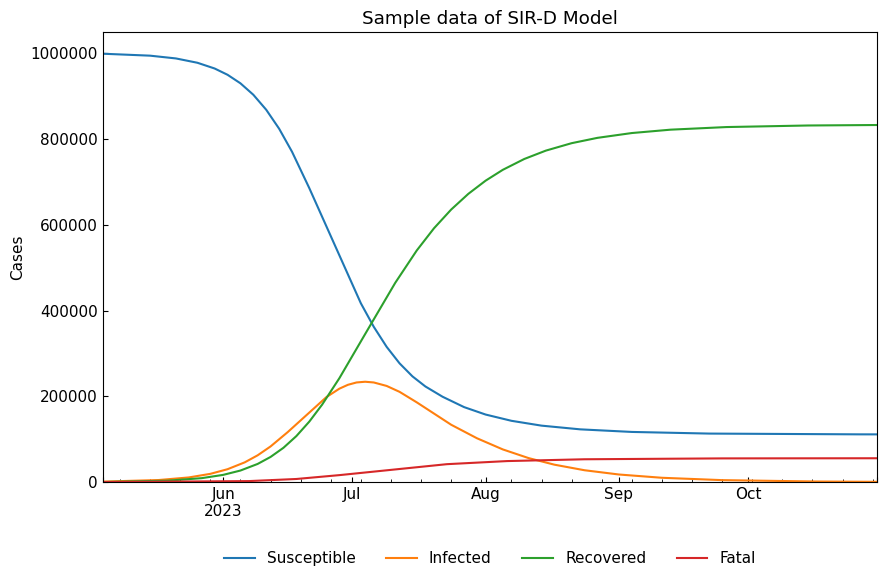 Sample data of SIR-D Model
1000000
800000
600000
400000
200000
0
Cases
Jun Jul Aug Sep Oct
2023
Susceptible Infected Recovered Fatal